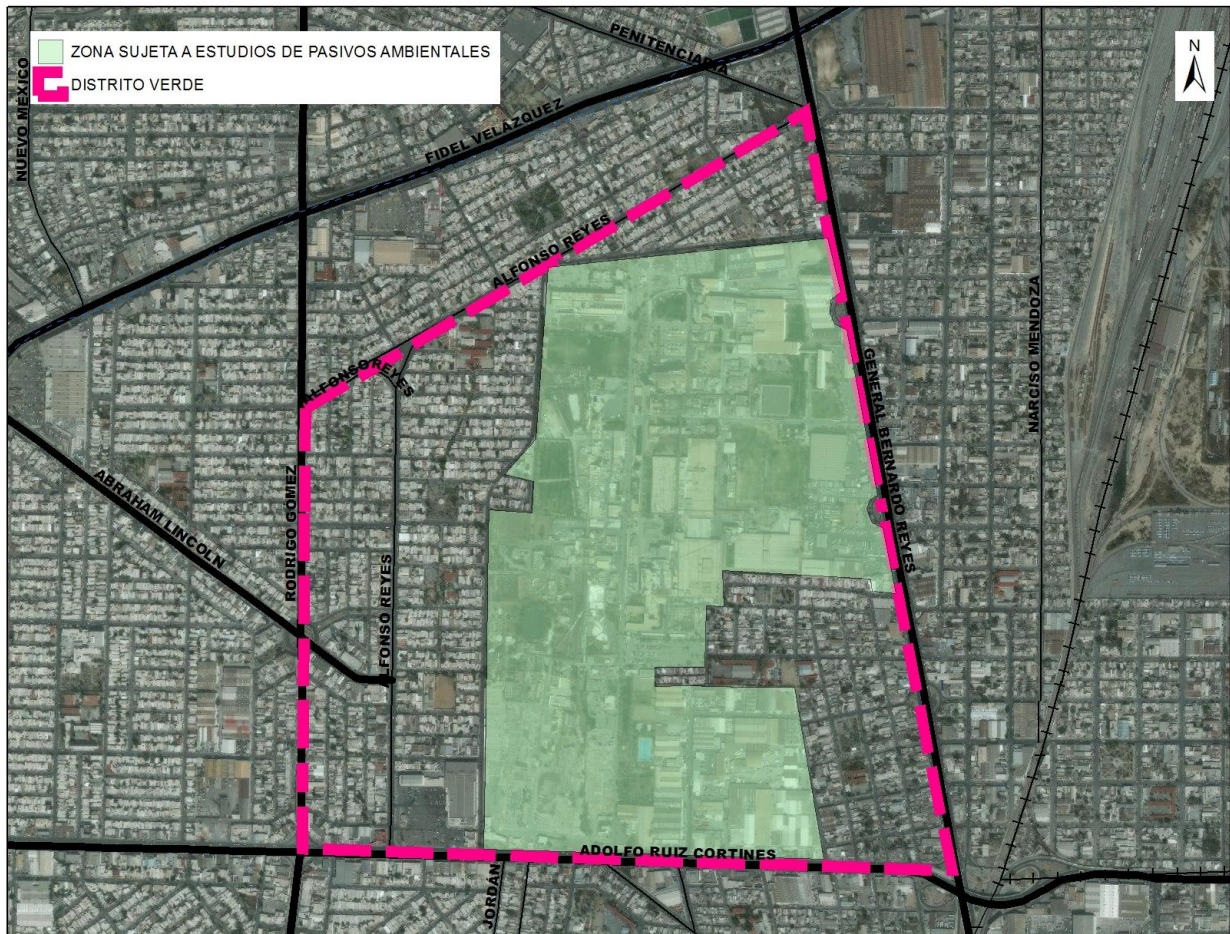 ZONA SUJETA A ESTUDIOS DE PASIVOS AMBIENTALES
DISTRITO VERDE
N
NUEVO MÉXICO
PENITENCIARIA
FIDEL VELAZQUEZ
ALFONSO REYES
ALFONSO REYES
ABRAHAM LINCOLN
RODRIGO GOMEZ
ALFONSO REYES
GENERAL BERNARDO REYES
NARCISO MENDOZA
ADOLFO RUIZ CORTINES
JORDAN